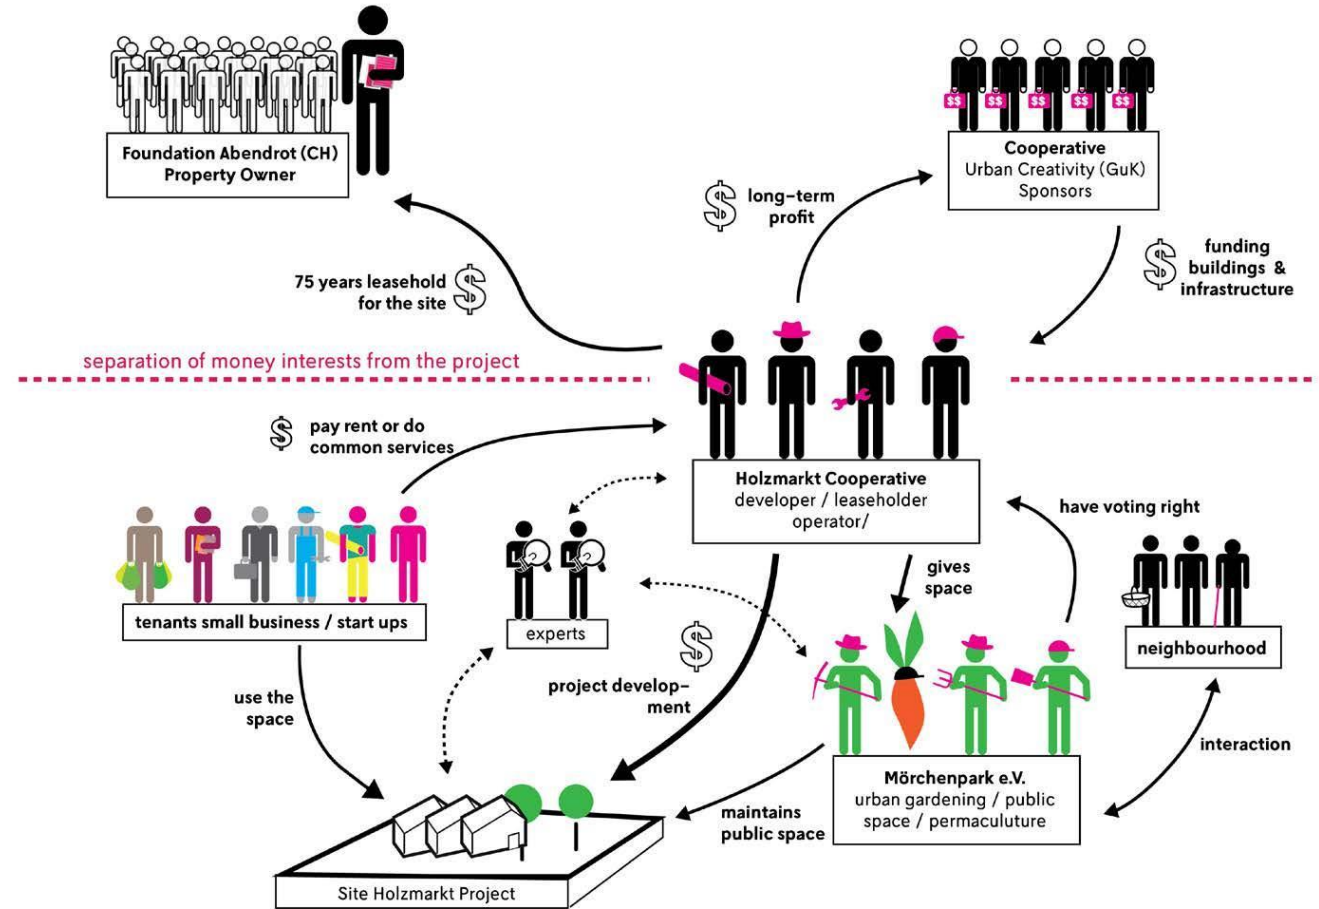 Foundation Abendrot (CH)
Property Owner
Cooperative
Urban Creativity (GuK)
Sponsors
$$
$$
$$
$$
$$
$ long-term
profit
$ funding
buildings &
infrastructure
75 years leasehold
for the site $
separation of money interests from the project
$ pay rent or do
common services
Holzmarkt Cooperative
developer / leaseholder
operator/
have voting right
gives
space
tenants small business / start ups
experts
neighbourhood
$
project develop-
ment
use the
space
interaction
Mörchenpark e.V.
urban gardening / public
space / permaculuture
maintains
public space
Site Holzmarkt Project